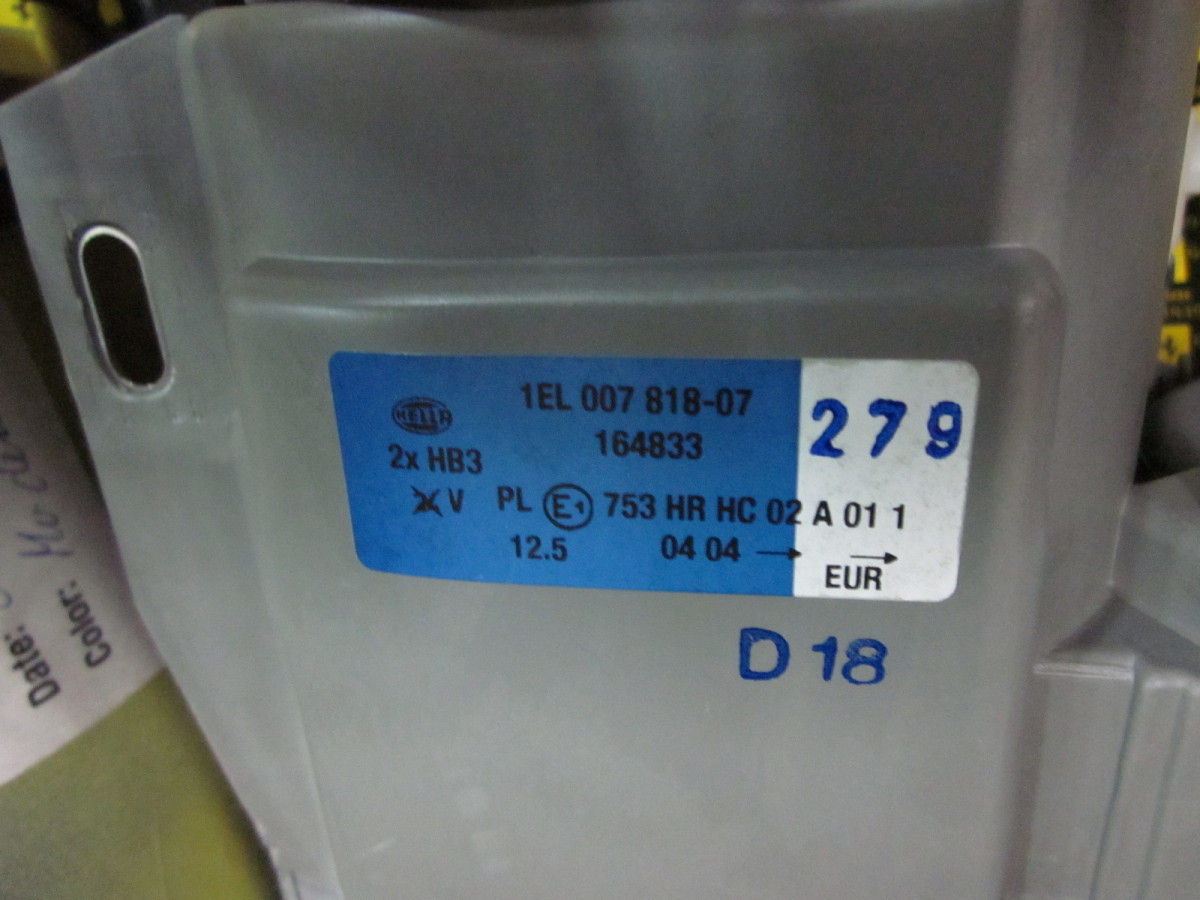 1EL 007 818-07
HELLA
164833
279
2x HB3
V PL E1 753 HR HC 02 A 01 1
12.5 04 04 →
→
EUR
D 18
Date:
Color: